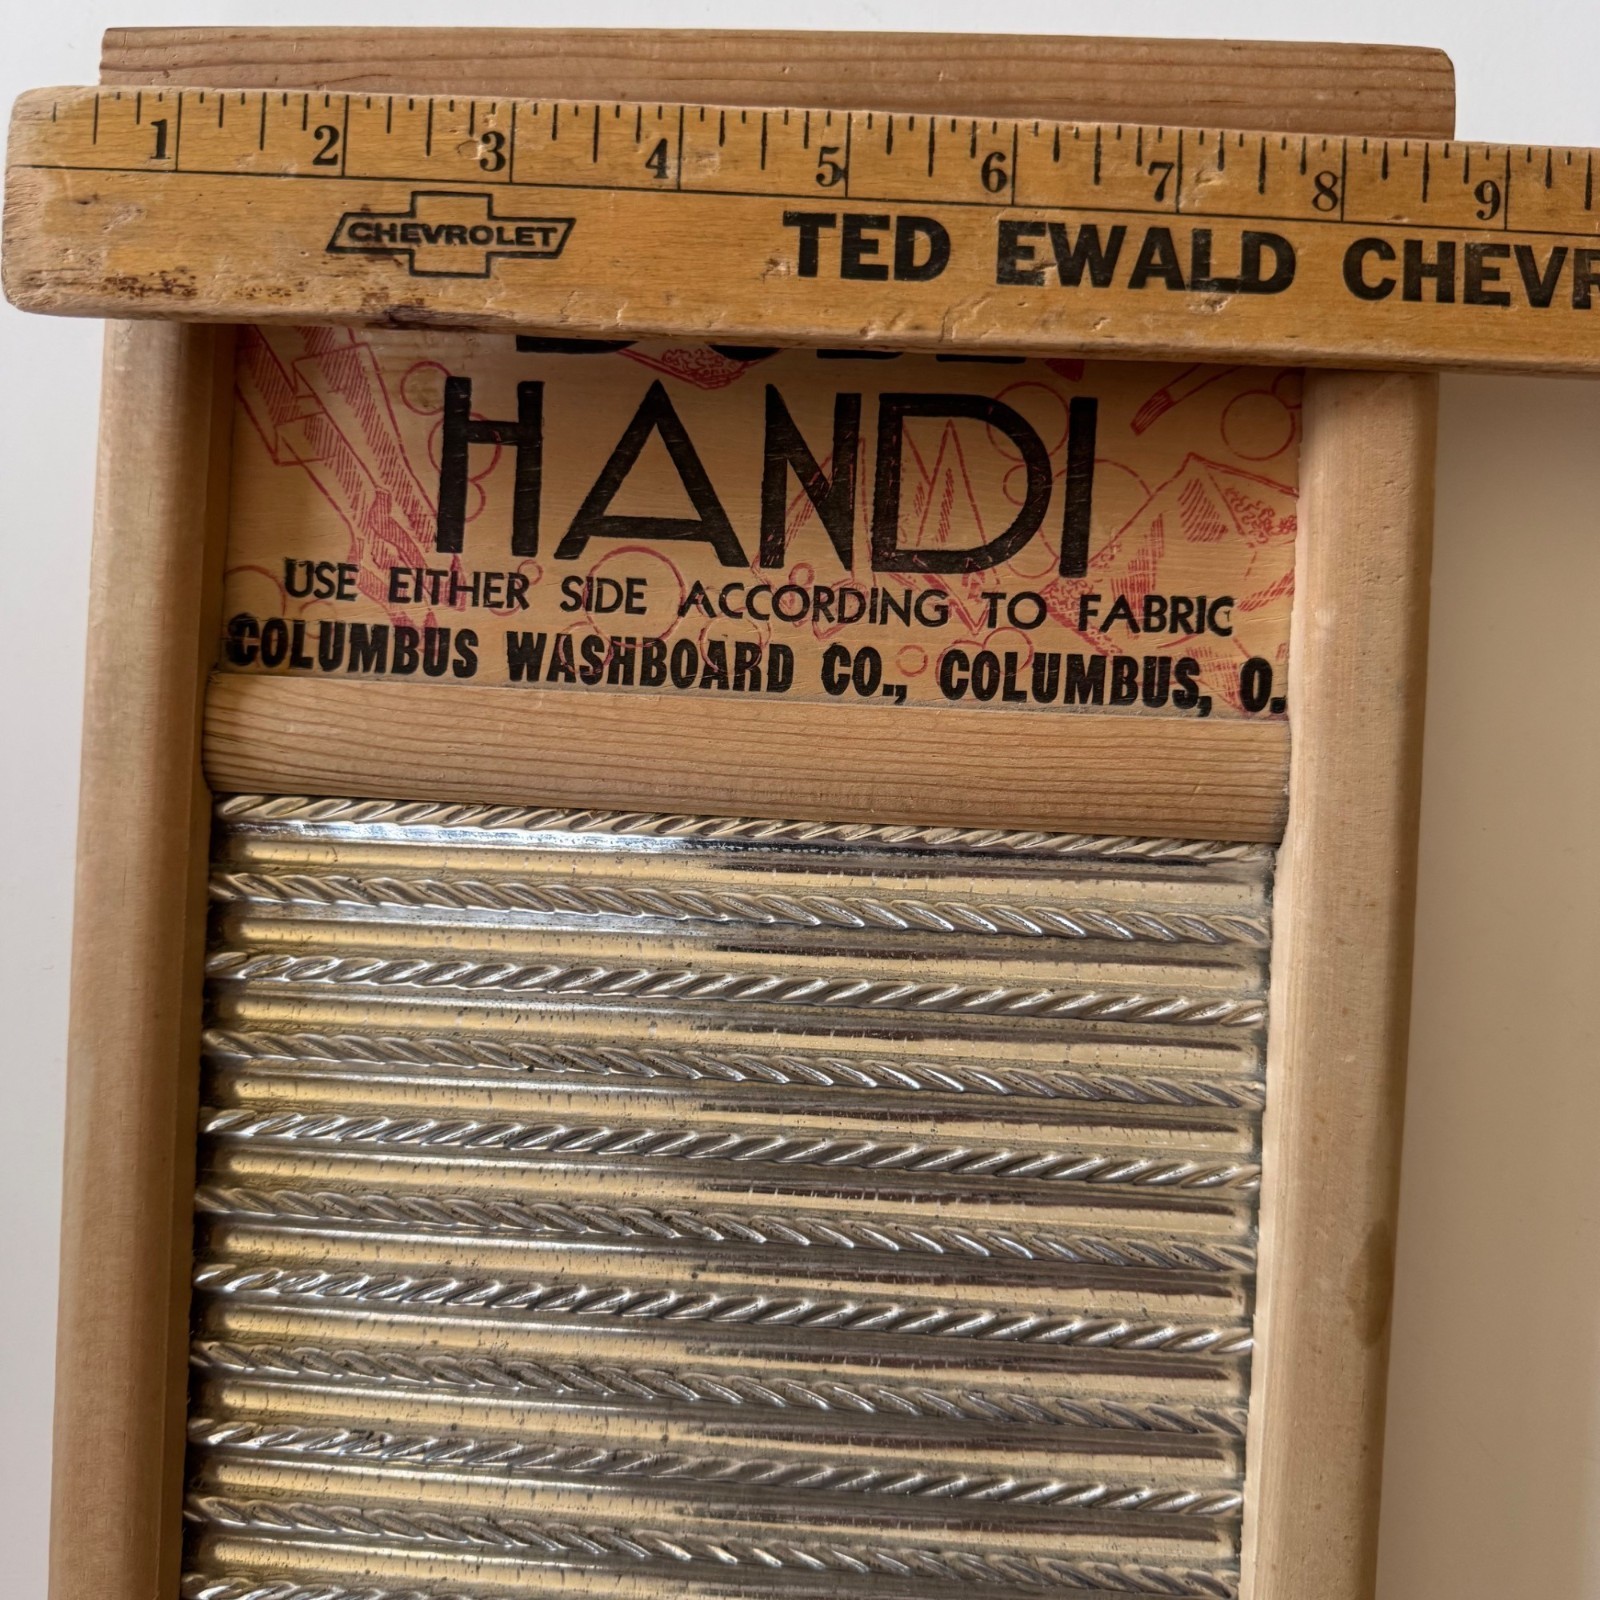 1 2 3 4 5 6 7 8 9
CHEVROLET TED EWALD CHEVR
HANDI
USE EITHER SIDE ACCORDING TO FABRIC
COLUMBUS WASHBOARD CO., COLUMBUS, O.